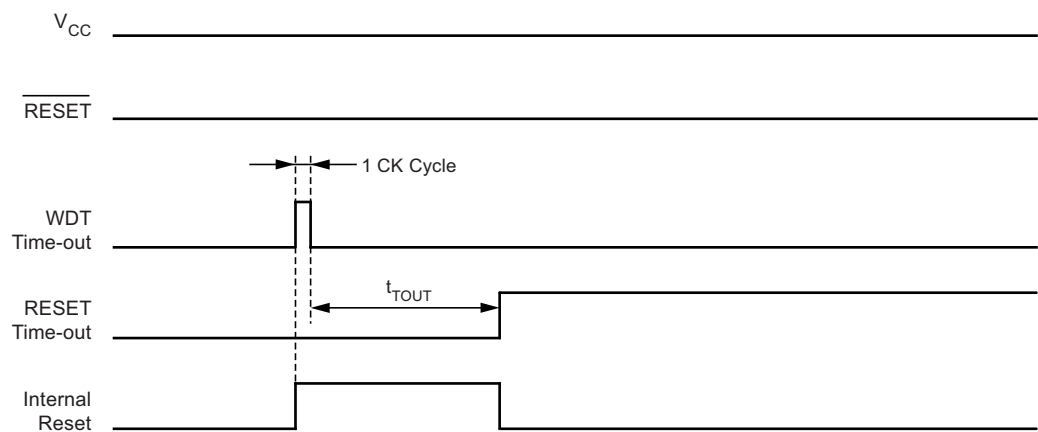 VCC
RESET
1 CK Cycle
WDT
Time-out
tTOUT
RESET
Time-out
Internal
Reset